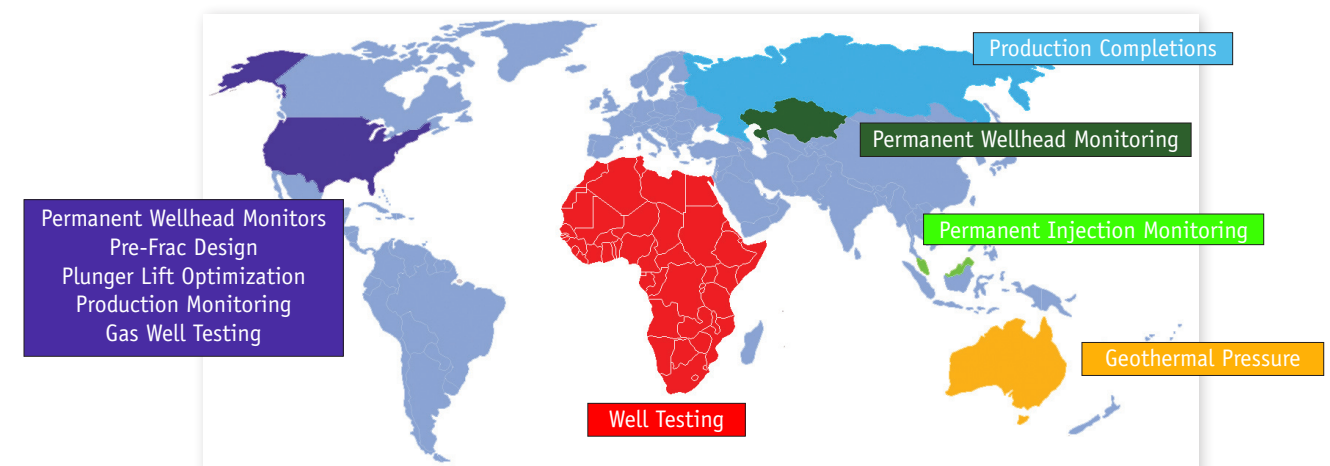 Production Completions
Permanent Wellhead Monitoring
Permanent Wellhead Monitors
Pre-Frac Design
Plunger Lift Optimization
Production Monitoring
Gas Well Testing
Permanent Injection Monitoring
Geothermal Pressure
Well Testing